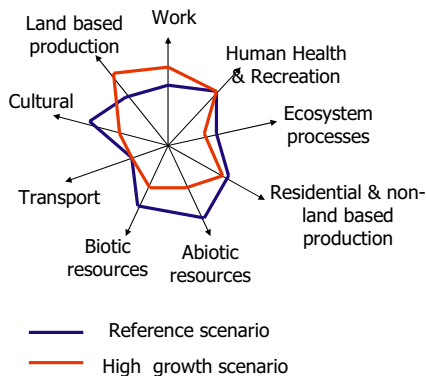 Work
Land based
production
Human Health
& Recreation
Cultural
Ecosystem
processes
Transport
Residential & non-
land based
production
Biotic
resources
Abiotic
resources
Reference scenario
High growth scenario